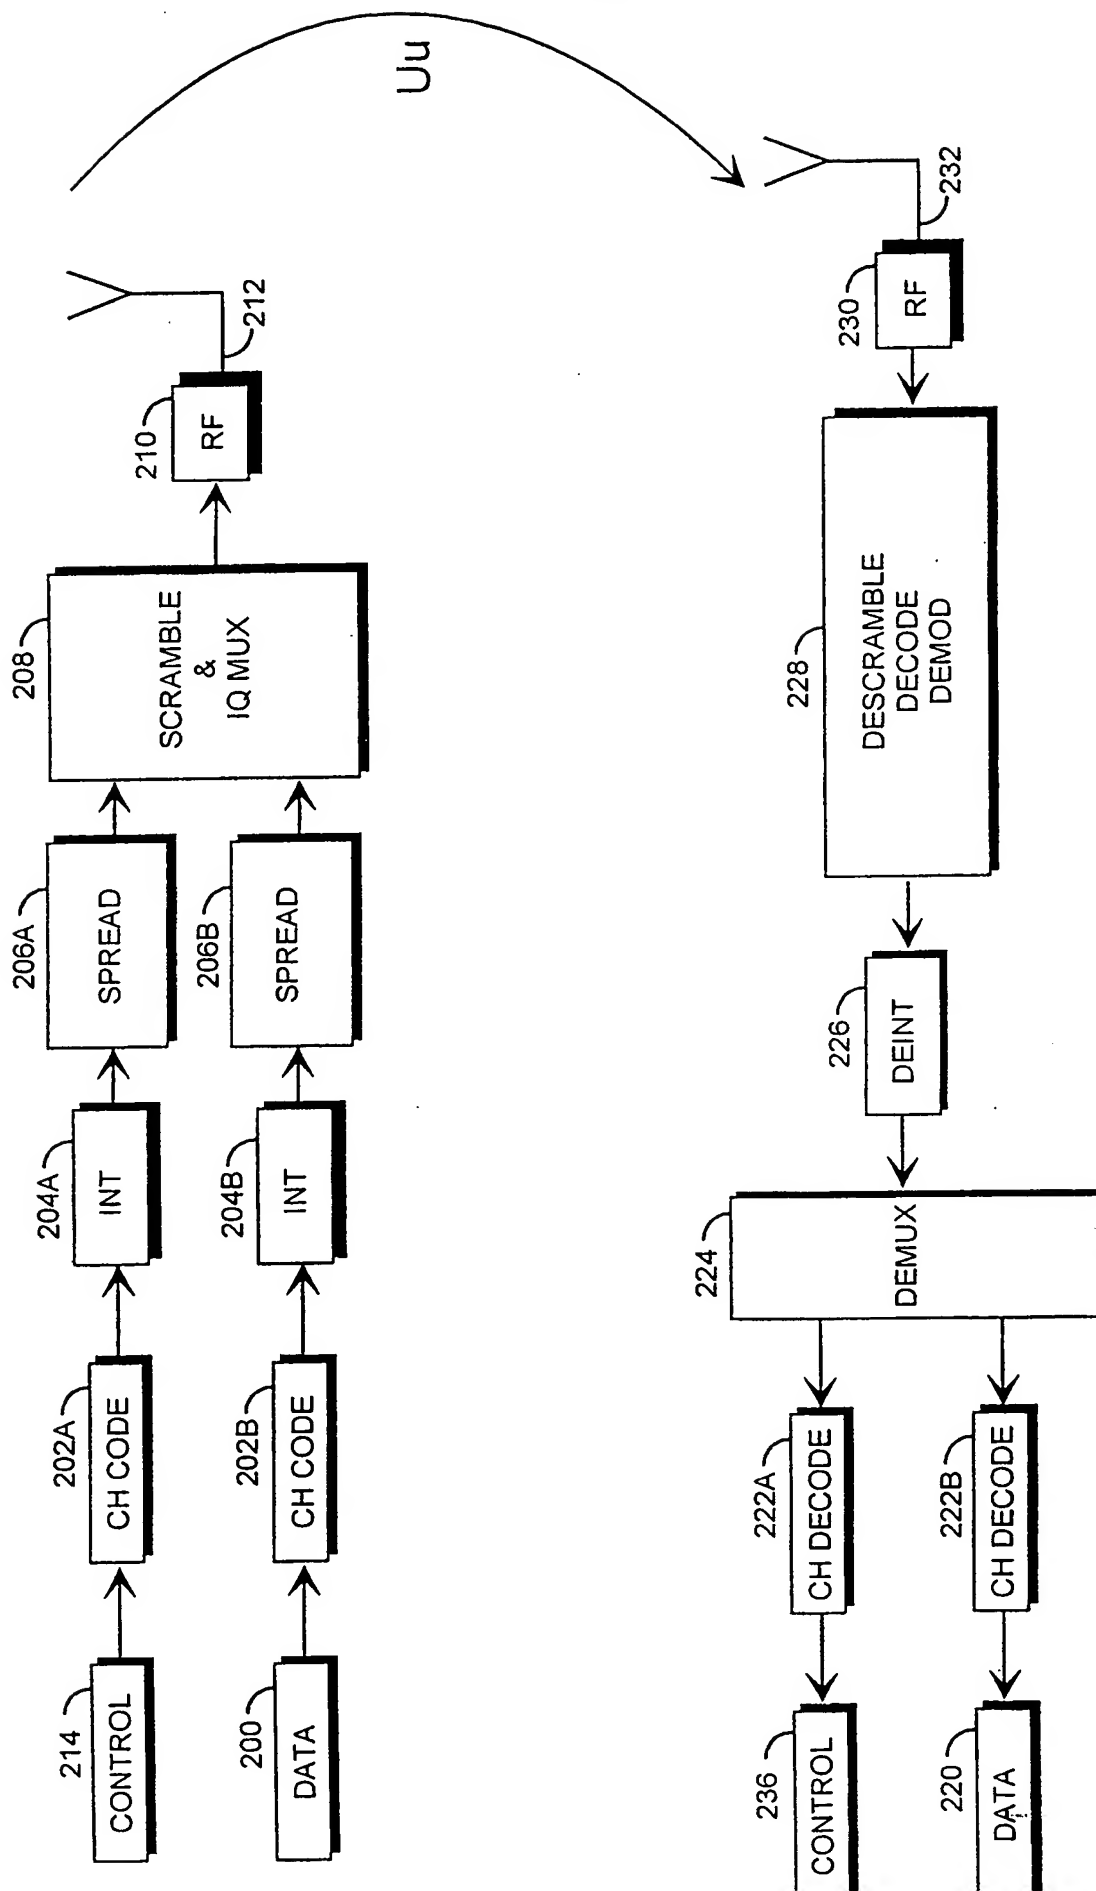 214
CONTROL
202A
CH CODE
204A
INT
206A
SPREAD
200
DATA
202B
CH CODE
204B
INT
206B
SPREAD
208
SCRAMBLE
&
IQ MUX
210
RF
212
Uu
236
CONTROL
222A
CH DECODE
220
DATA
222B
CH DECODE
224
DEMUX
226
DEINT
228
DESCRAMBLE
DECODE
DEMOD
230
RF
232